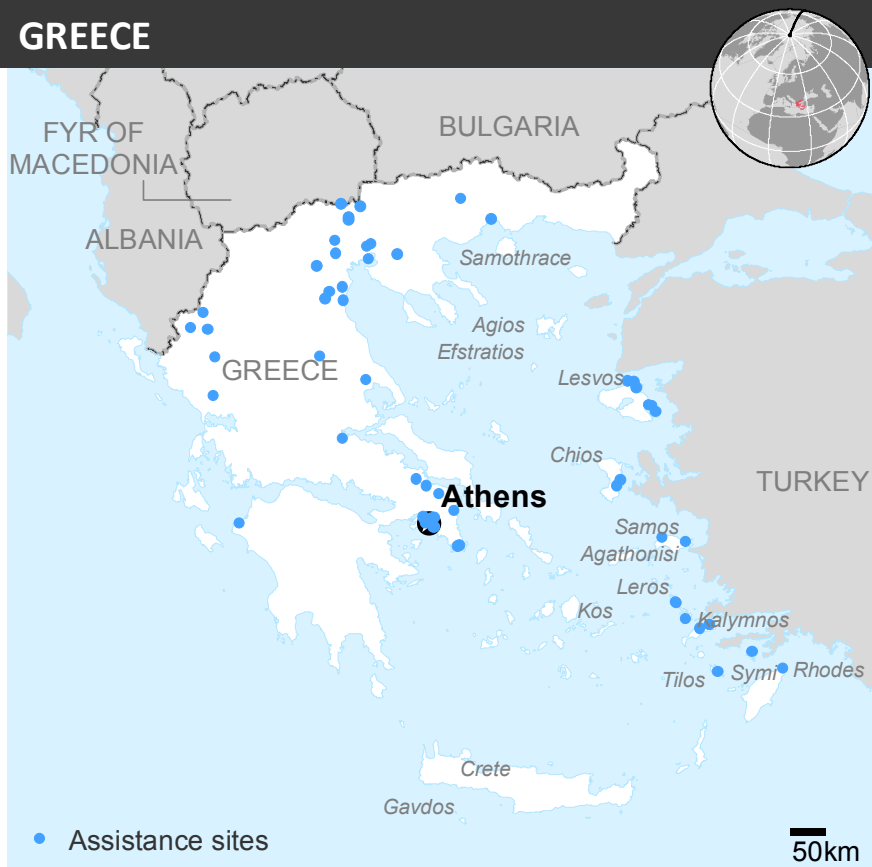 GREECE
FYR OF
MACEDONIA
BULGARIA
ALBANIA
Samothrace
Agios
Efstratios
GREECE
Lesvos
Chios
Athens
TURKEY
Samos
Agathonisi
Leros
Kos
Kalymnos
Tilos
Symi
Rhodes
Crete
Gavdos
Assistance sites
50km